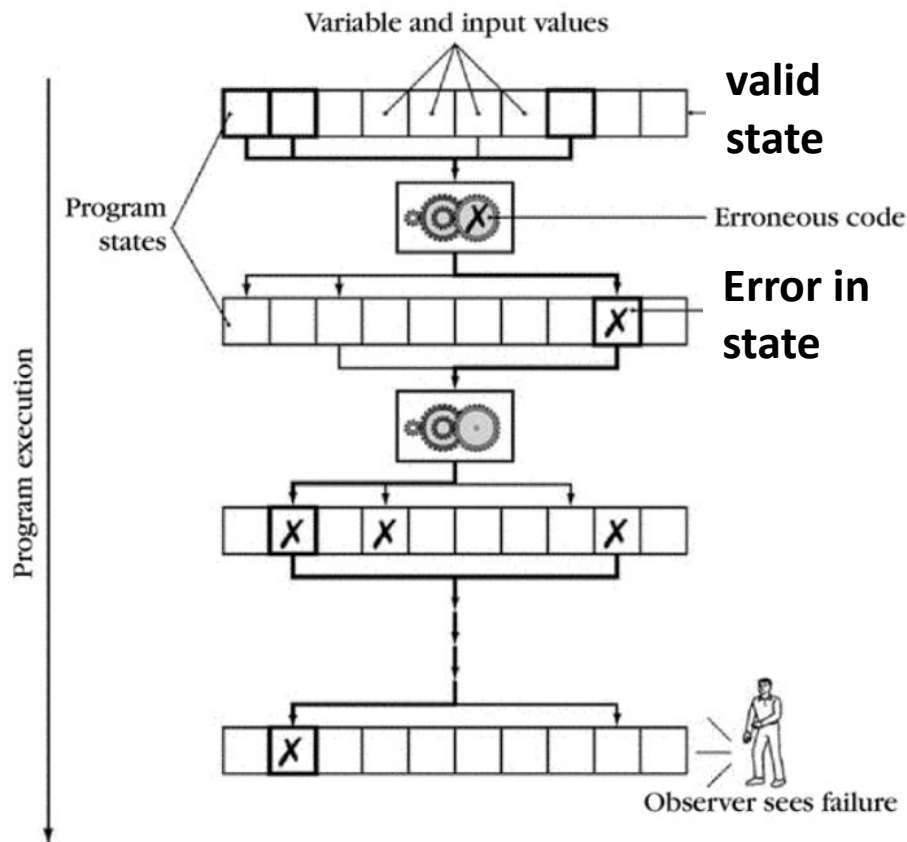 Variable and input values
valid
state
Program
states
Erroneous code
Error in
state
Program execution
Observer sees failure